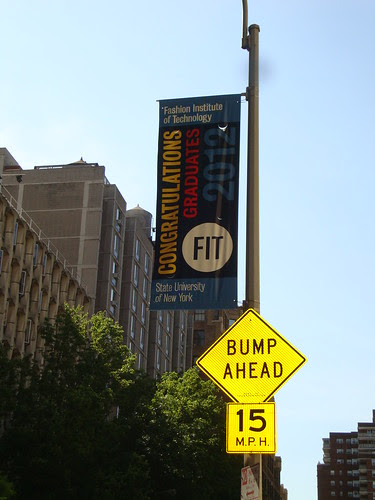 Fashion Institute
of Technology
CONGRATULATIONS
GRADUATES
2012
FIT
State University
of New York
BUMP
AHEAD
15
M.P.H.